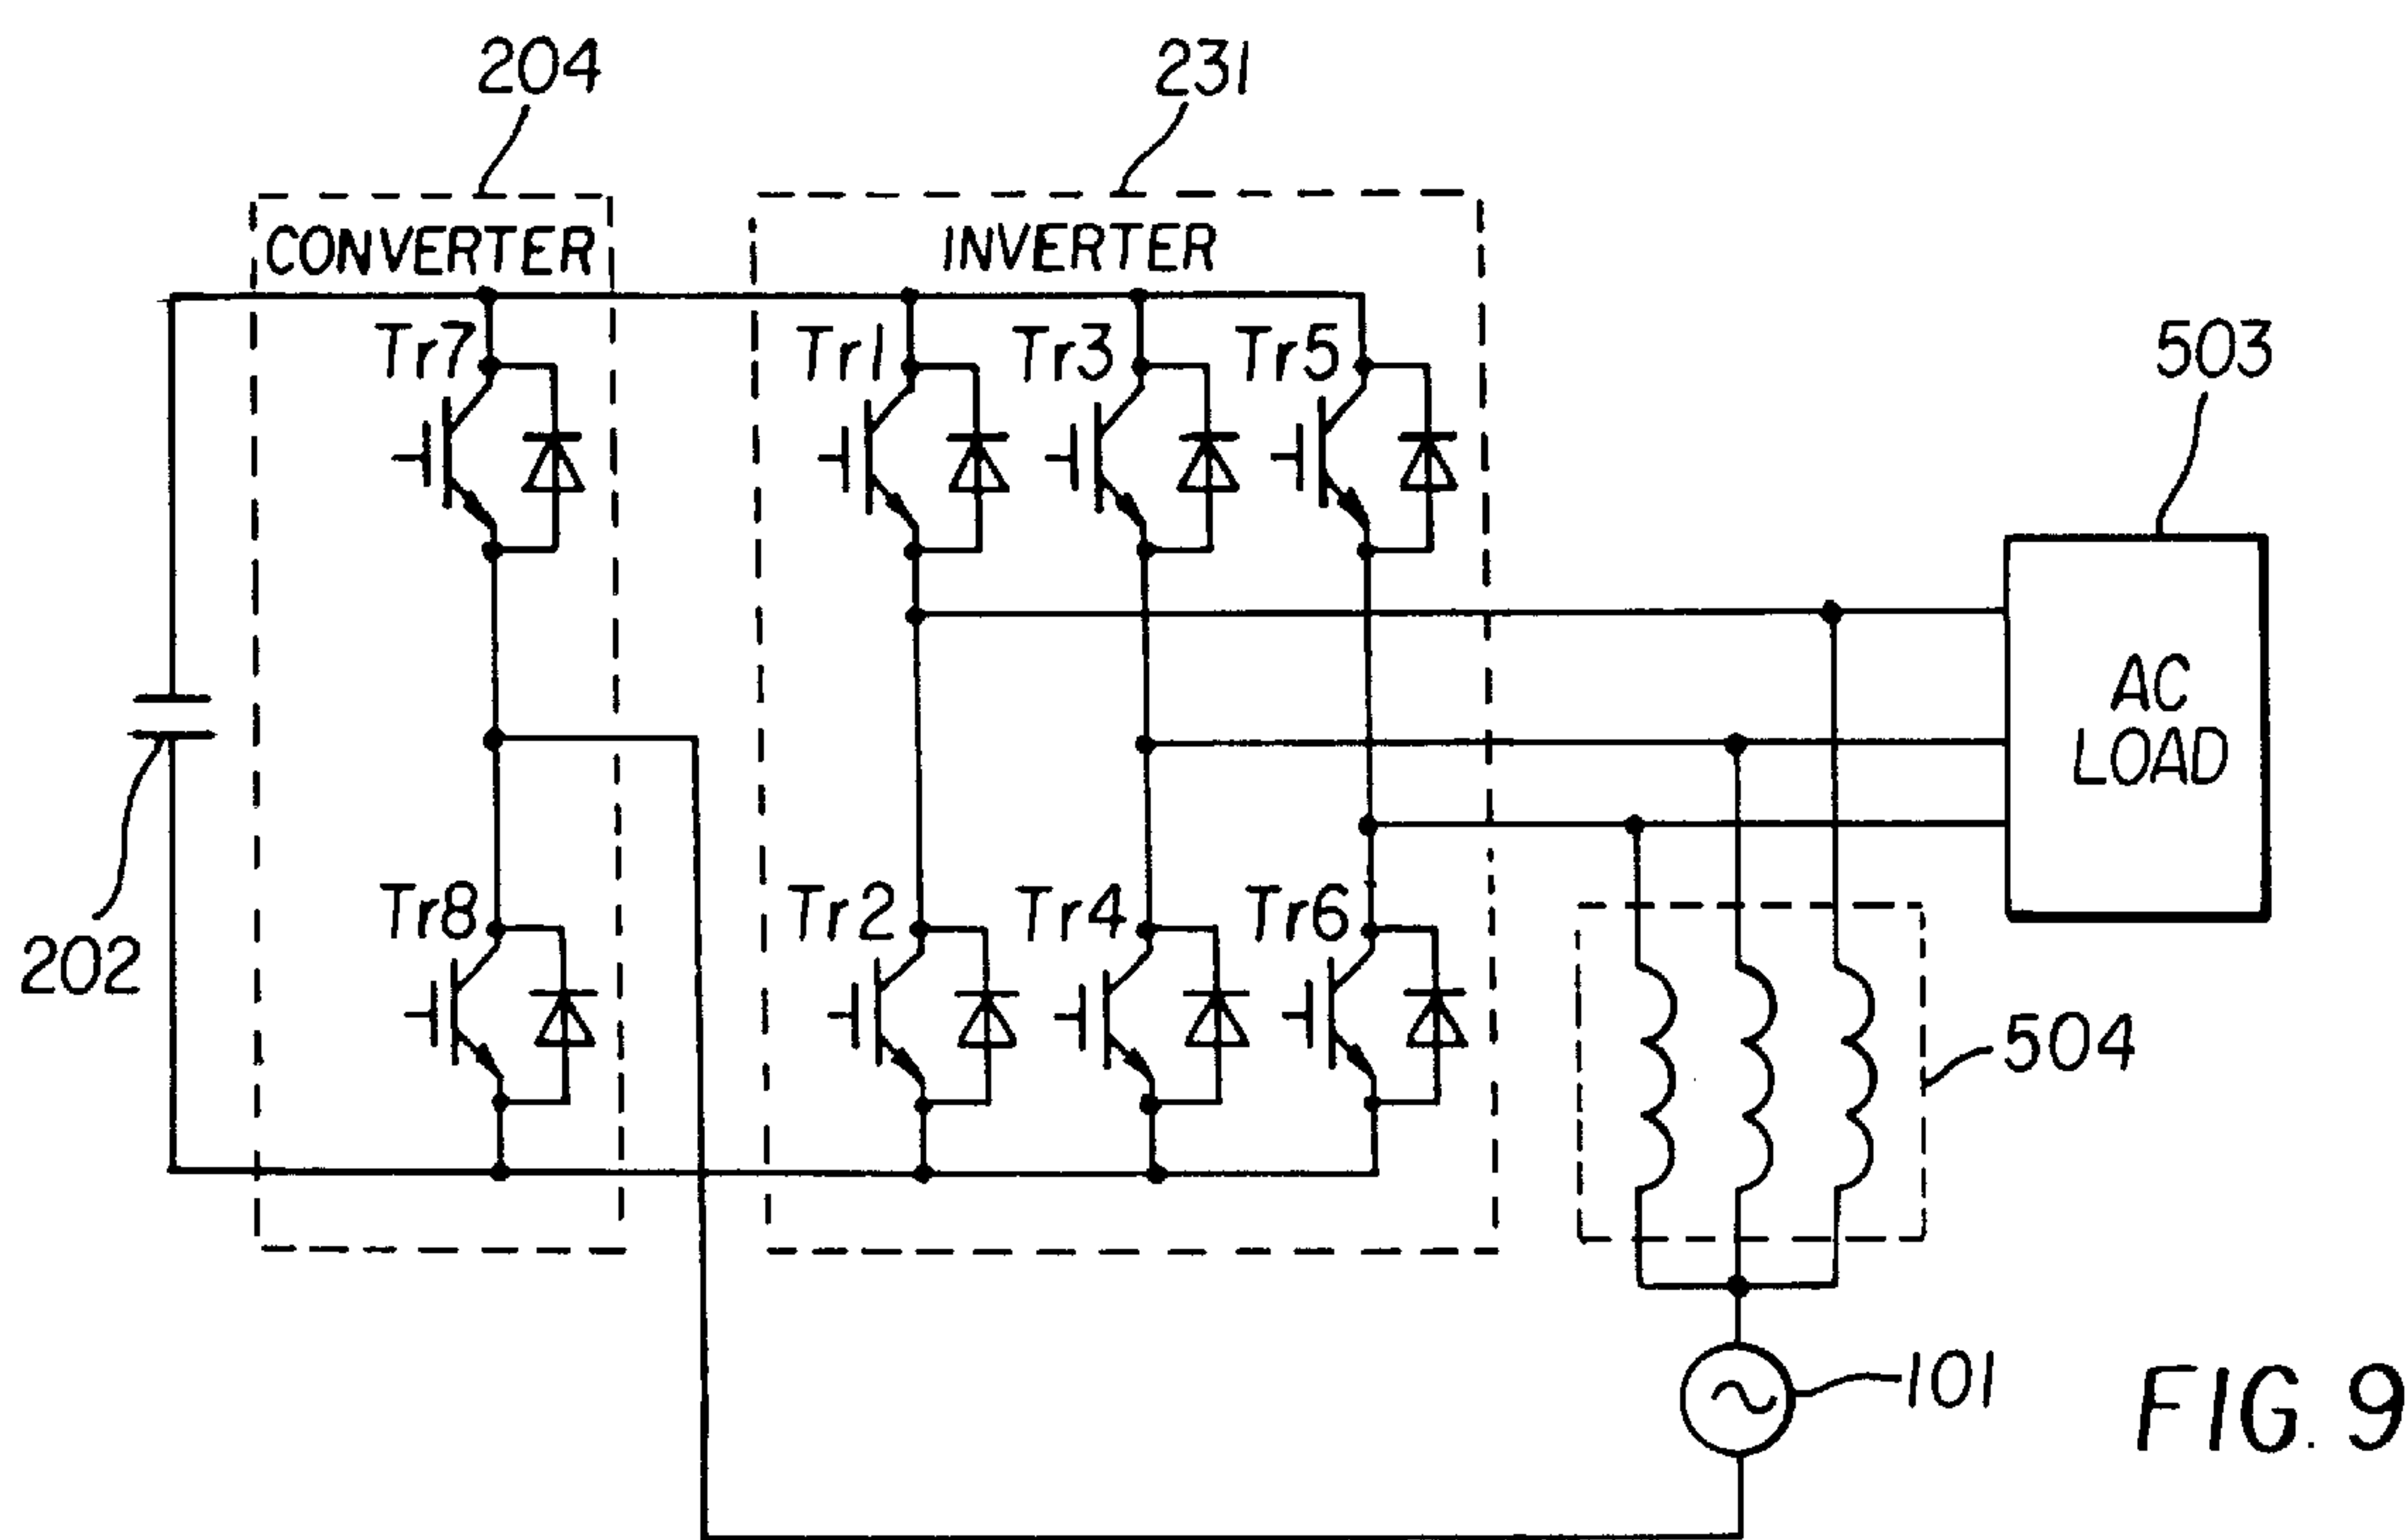 204
231
CONVERTER
INVERTER
Tr7
Tr1
Tr3
Tr5
503
AC
LOAD
Tr8
Tr2
Tr4
Tr6
202
504
101
FIG. 9